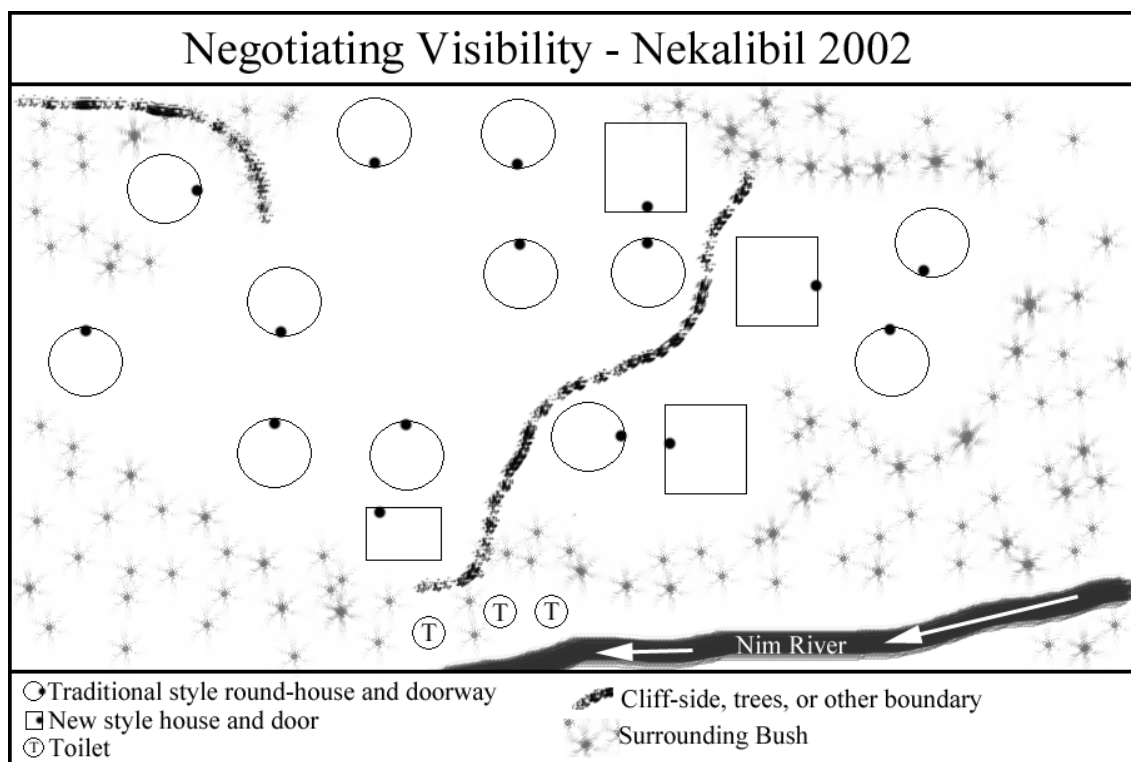 Negotiating Visibility - Nekalibil 2002
T
T
T
Nim River
Traditional style round-house and doorway
New style house and door
T Toilet
Cliff-side, trees, or other boundary
Surrounding Bush